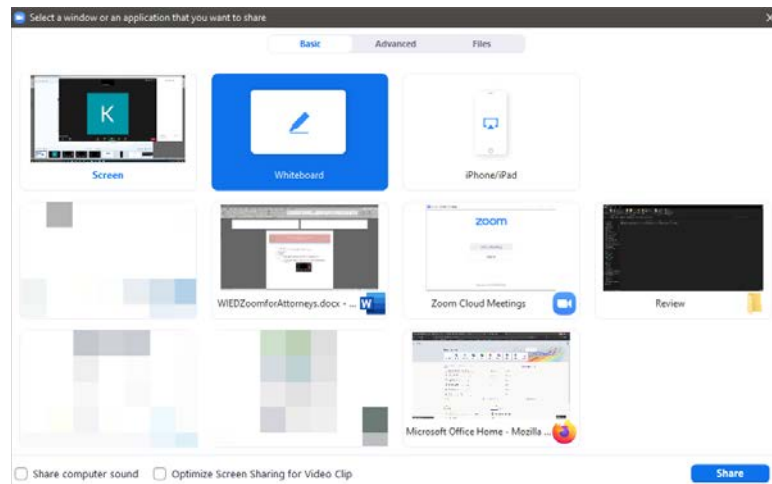 Select a window or an application that you want to share
Basic Advanced Files
K
Screen
Whiteboard
iPhone/iPad
zoom
WIEDZoomforAttorneys.docx - ...
Zoom Cloud Meetings
Review
Microsoft Office Home - Mozilla ...
Share computer sound
Optimize Screen Sharing for Video Clip
Share